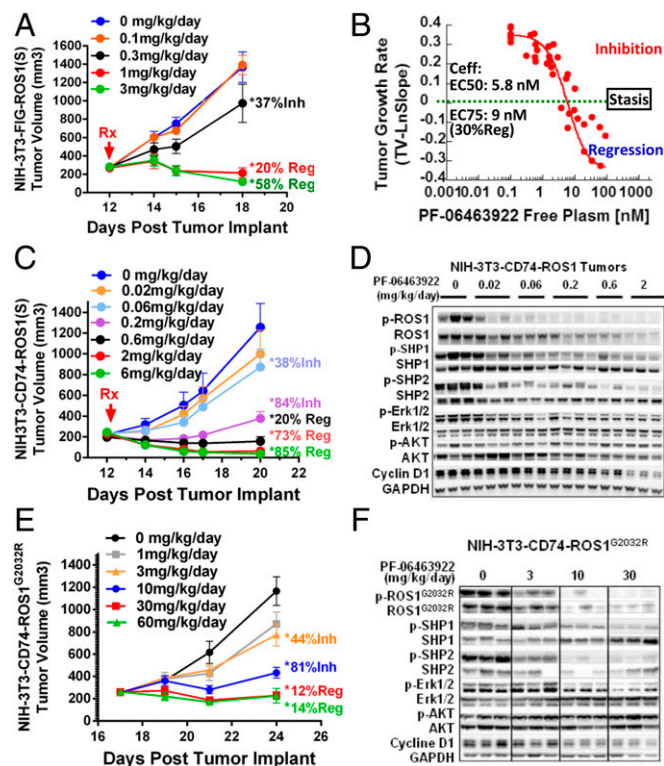 A
0 mg/kg/day
0.1mg/kg/day
0.3mg/kg/day
1mg/kg/day
3mg/kg/day
NIH-3T3-FIG-ROS1(S)
Tumor Volume (mm3)
1600
1400
1200
1000
800
600
400
200
0
Rx
*37%Inh
*20% Reg
*58% Reg
12 14 16 18 20
Days Post Tumor Implant
B
Tumor Growth Rate
(TV-LnSlope)
0.4
0.3
0.2
0.1
0
-0.1
-0.2
-0.3
-0.4
Inhibition
Ceff:
EC50: 5.8 nM
Stasis
EC75: 9 nM
(30%Reg)
Regression
0.001 0.01 0.1 1 10 100 1000
PF-06463922 Free Plasm [nM]
C
0 mg/kg/day
0.02mg/kg/day
0.06mg/kg/day
0.2mg/kg/day
0.6mg/kg/day
2mg/kg/day
6mg/kg/day
NIH3T3-CD74-ROS1(S)
Tumor Volume (mm3)
1400
1200
1000
800
600
400
200
0
Rx
*38%Inh
*84%Inh
*20% Reg
*73% Reg
*85% Reg
12 14 16 18 20 22
Days Post Tumor Implant
D
NIH-3T3-CD74-ROS1 Tumors
PF-06463922
(mg/kg/day)
0 0.02 0.06 0.2 0.6 2
p-ROS1
ROS1
p-SHP1
SHP1
p-SHP2
SHP2
p-Erk1/2
Erk1/2
p-AKT
AKT
Cyclin D1
GAPDH
E
0 mg/kg/day
1mg/kg/day
3mg/kg/day
10mg/kg/day
30mg/kg/day
60mg/kg/day
NIH-3T3-CD74-ROS1G2032R
Tumor Volume (mm3)
1600
1400
1200
1000
800
600
400
200
0
*44%Inh
*81%Inh
*12%Reg
*14%Reg
16 18 20 22 24 26
Days Post Tumor Implant
F
NIH-3T3-CD74-ROS1G2032R
PF-06463922
(mg/kg/day)
0 3 10 30
p-ROS1G2032R
ROS1G2032R
p-SHP1
SHP1
p-SHP2
SHP2
p-Erk1/2
Erk1/2
p-AKT
AKT
Cycline D1
GAPDH